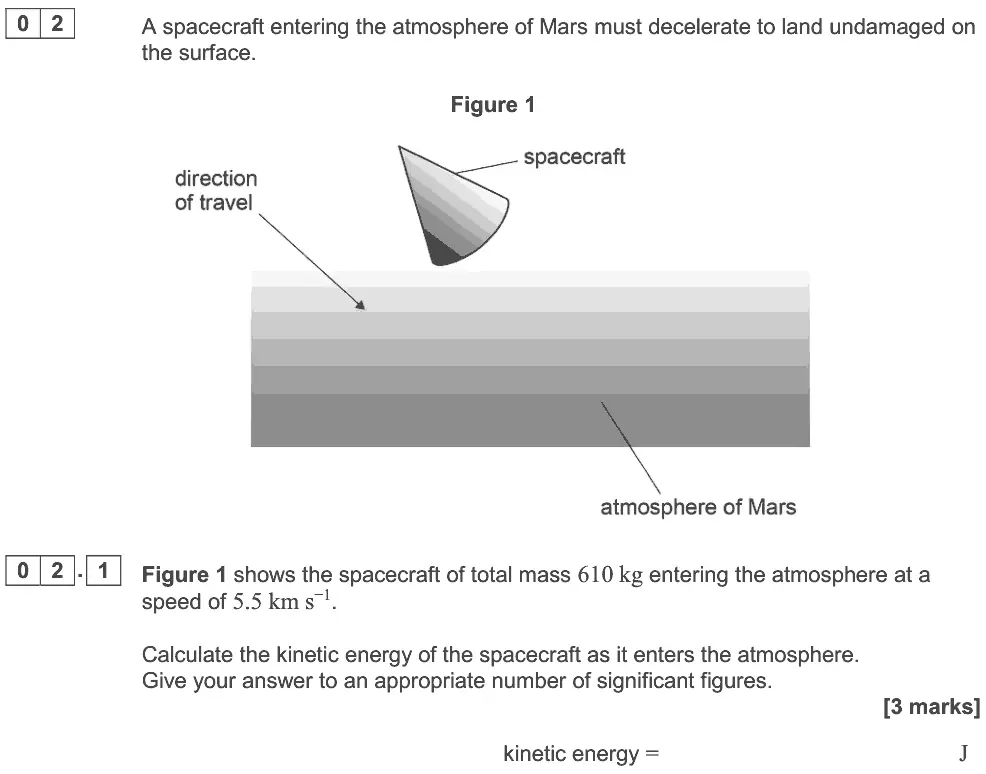 0 2
A spacecraft entering the atmosphere of Mars must decelerate to land undamaged on
the surface.
Figure 1
spacecraft
direction
of travel
atmosphere of Mars
0 2 . 1
Figure 1 shows the spacecraft of total mass 610 kg entering the atmosphere at a
speed of 5.5 km s⁻¹.
Calculate the kinetic energy of the spacecraft as it enters the atmosphere.
Give your answer to an appropriate number of significant figures.
[3 marks]
kinetic energy = J